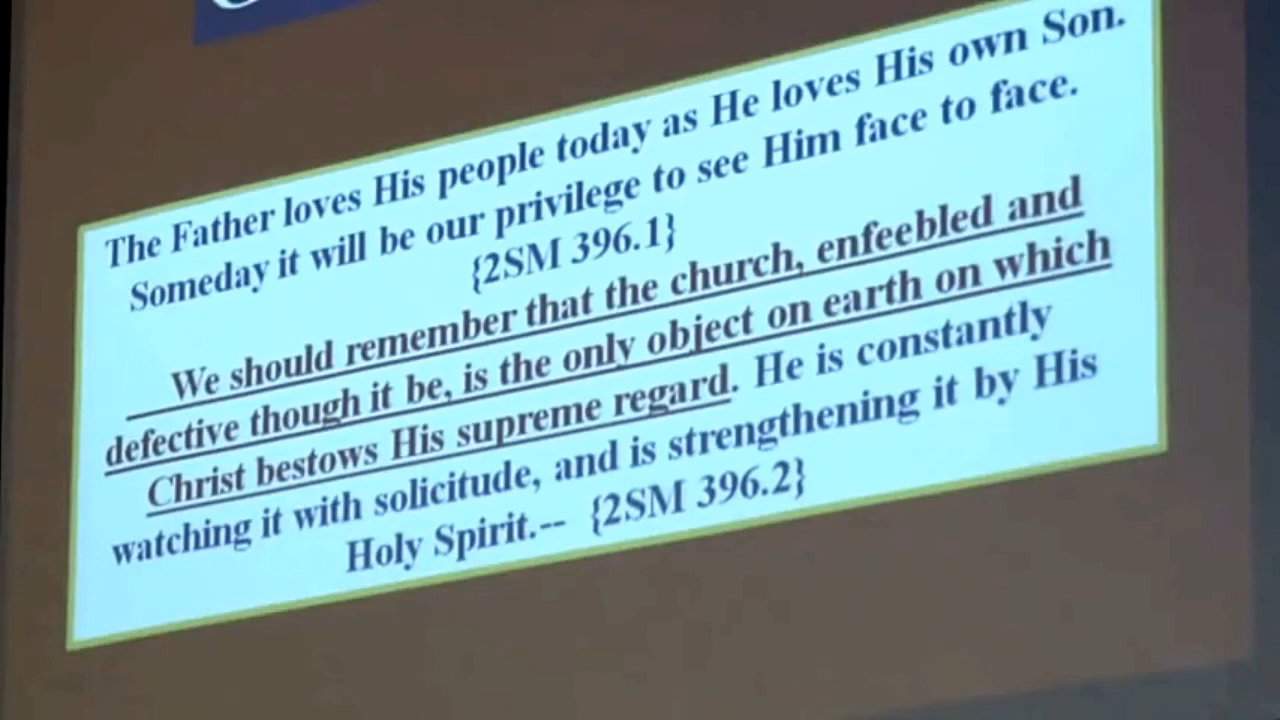 The Father loves His people today as He loves His own Son.
Someday it will be our privilege to see Him face to face.
{2SM 396.1}
We should remember that the church, enfeebled and
defective though it be, is the only object on earth on which
Christ bestows His supreme regard. He is constantly
watching it with solicitude, and is strengthening it by His
Holy Spirit.-- {2SM 396.2}